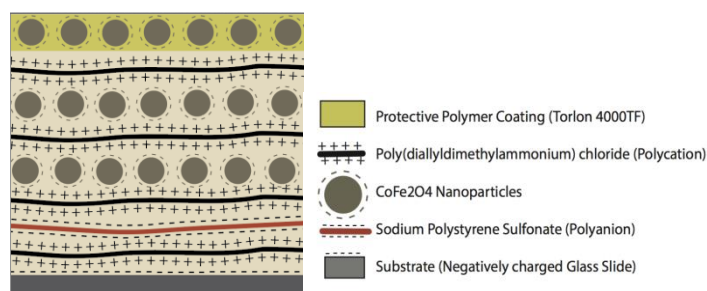 Protective Polymer Coating (Torlon 4000TF)
Poly(diallyldimethylammonium) chloride (Polycation)
CoFe2O4 Nanoparticles
Sodium Polystyrene Sulfonate (Polyanion)
Substrate (Negatively charged Glass Slide)